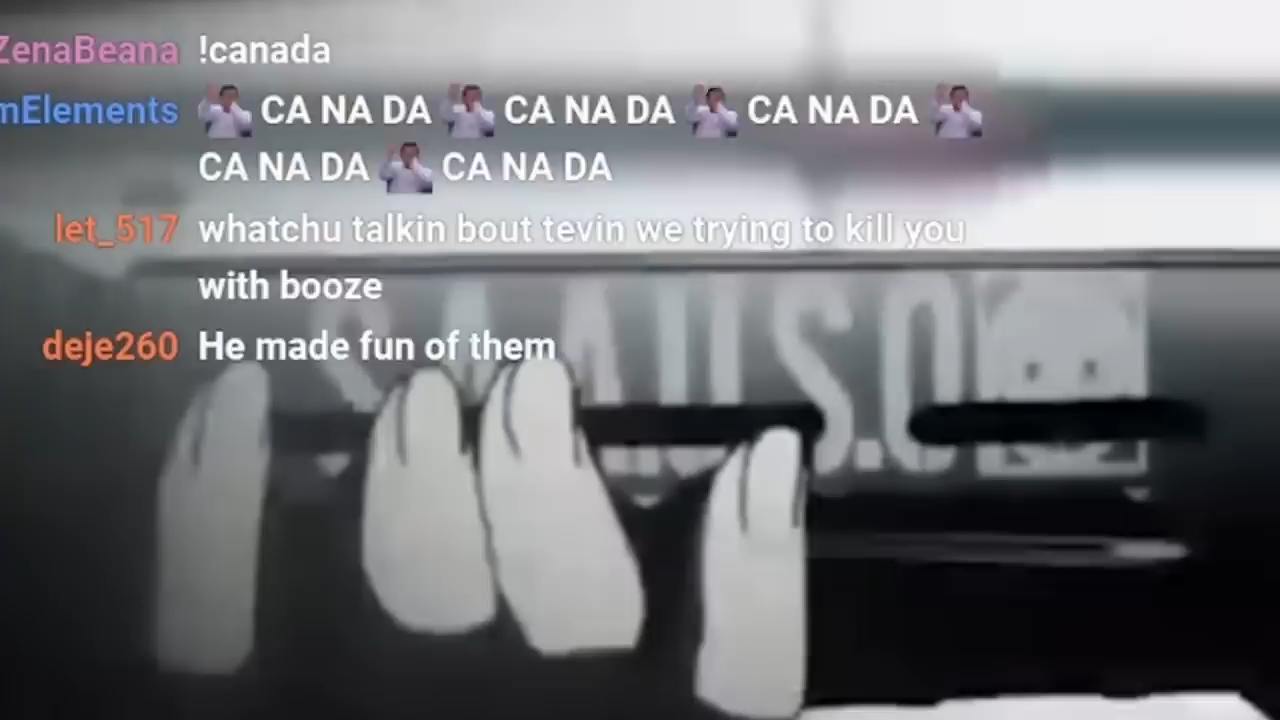 ZenaBeana !canada
mElements CA NA DA CA NA DA CA NA DA
CA NA DA CA NA DA
let_517 whatchu talkin bout tevin we trying to kill you
with booze
deje260 He made fun of them